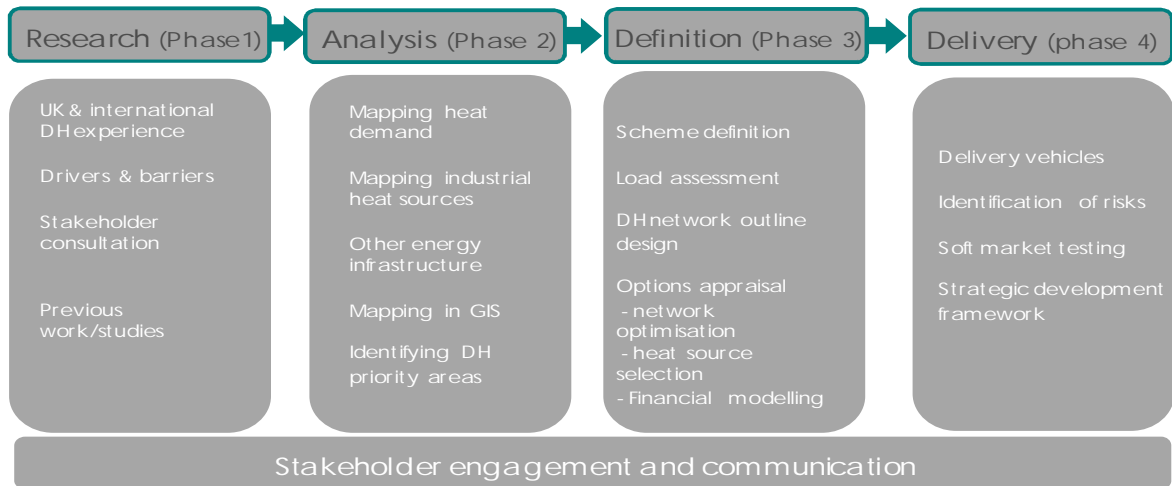 Research (Phase 1)
Analysis (Phase 2)
Definition (Phase 3)
Delivery (phase 4)
UK & international
DH experience
Drivers & barriers
Stakeholder
consultation
Previous
work/studies
Mapping heat
demand
Mapping industrial
heat sources
Other energy
infrastructure
Mapping in GIS
Identifying DH
priority areas
Scheme definition
Load assessment
DH network outline
design
Options appraisal
- network
optimisation
- heat source
selection
- Financial modelling
Delivery vehicles
Identification of risks
Soft market testing
Strategic development
framework
Stakeholder engagement and communication